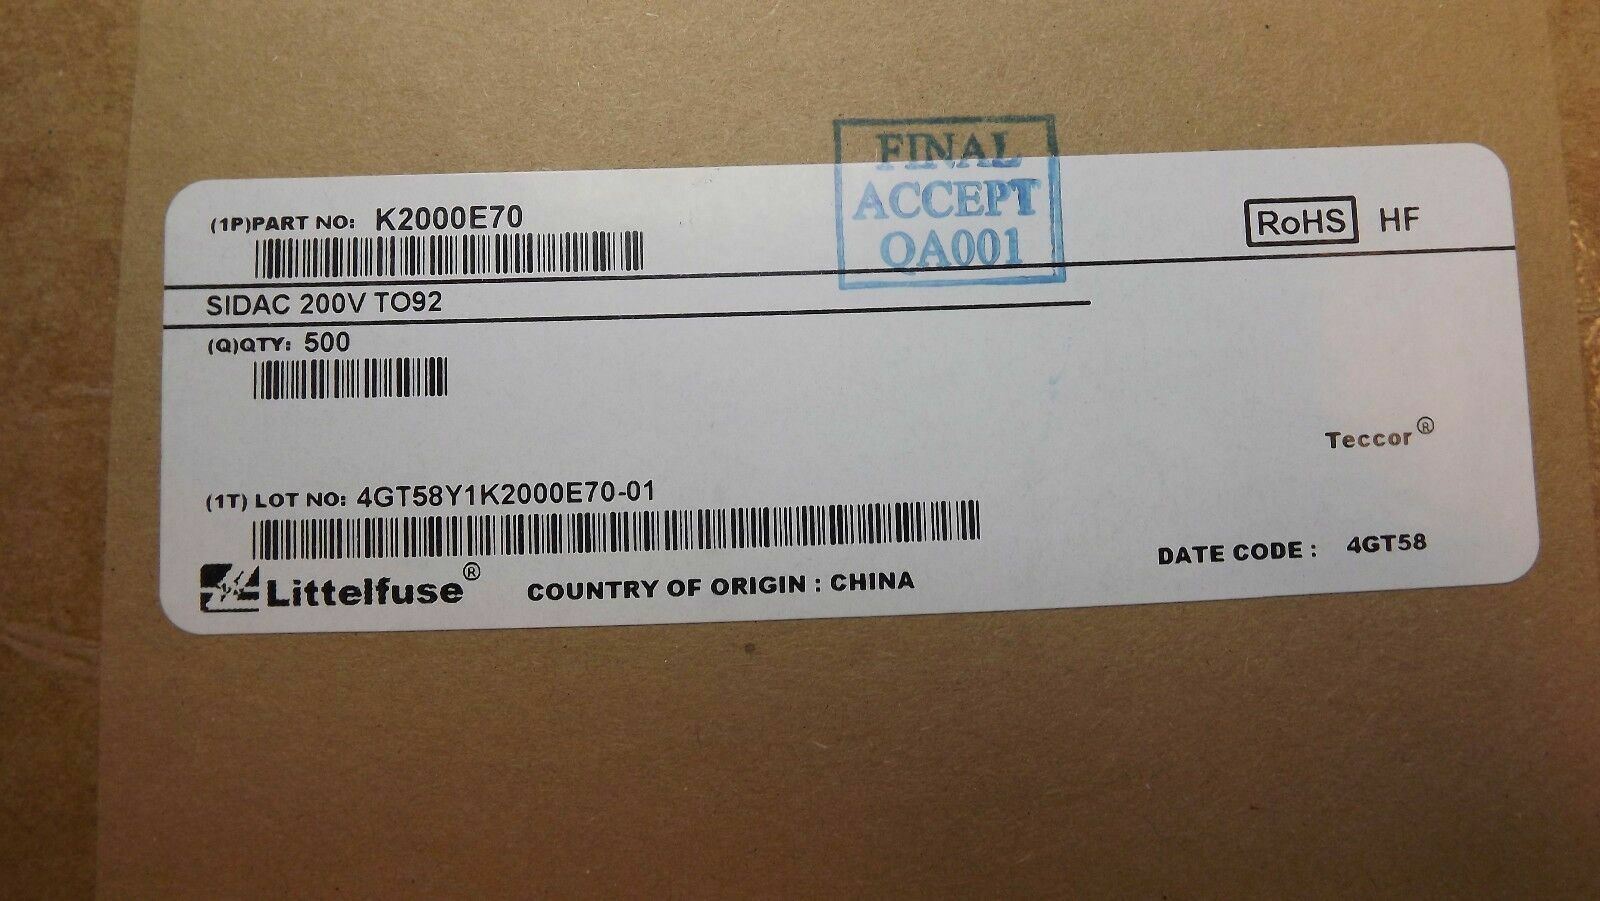 FINAL
ACCEPT
QA001
(1P)PART NO: K2000E70
RoHS HF
SIDAC 200V TO92
(Q)QTY: 500
Teccor®
(1T) LOT NO: 4GT58Y1K2000E70-01
DATE CODE : 4GT58
Littelfuse® COUNTRY OF ORIGIN : CHINA